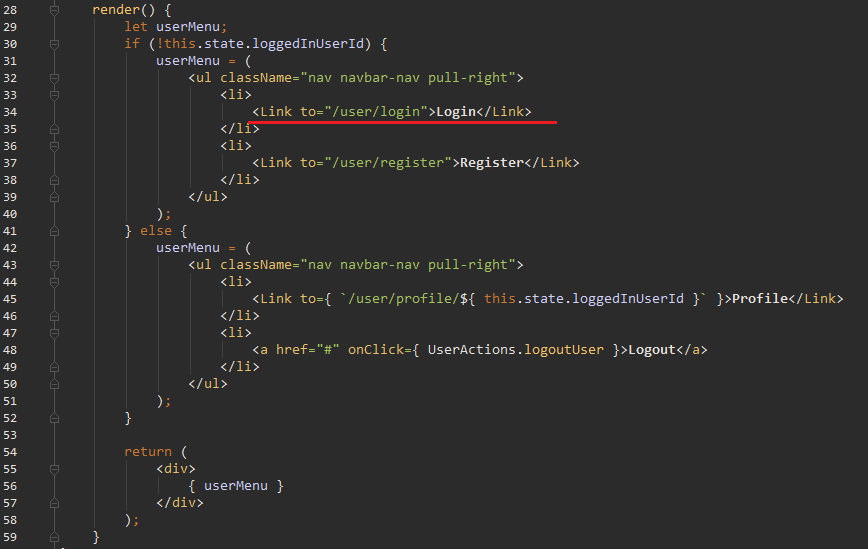 28 render() {
29     let userMenu;
30     if (!this.state.loggedInUserId) {
31         userMenu = (
32             <ul className="nav navbar-nav pull-right">
33                 <li>
34                     <Link to="/user/login">Login</Link>
35                 </li>
36                 <li>
37                     <Link to="/user/register">Register</Link>
38                 </li>
39             </ul>
40         );
41     } else {
42         userMenu = (
43             <ul className="nav navbar-nav pull-right">
44                 <li>
45                     <Link to={ `/user/profile/${ this.state.loggedInUserId }` }>Profile</Link>
46                 </li>
47                 <li>
48                     <a href="#" onClick={ UserActions.logoutUser }>Logout</a>
49                 </li>
50             </ul>
51         );
52     }
53
54     return (
55         <div>
56             { userMenu }
57         </div>
58     );
59 }